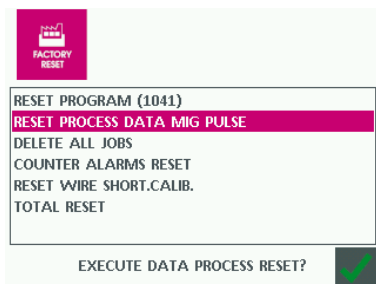 FACTORY
RESET
RESET PROGRAM (1041)
RESET PROCESS DATA MIG PULSE
DELETE ALL JOBS
COUNTER ALARMS RESET
RESET WIRE SHORT.CALIB.
TOTAL RESET
EXECUTE DATA PROCESS RESET?